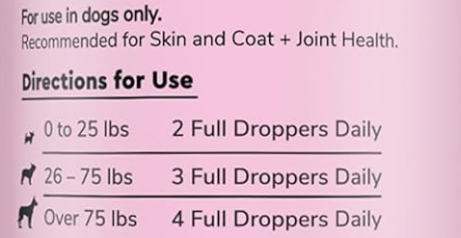 For use in dogs only.
Recommended for Skin and Coat + Joint Health.
Directions for Use
0 to 25 lbs 2 Full Droppers Daily
26 – 75 lbs 3 Full Droppers Daily
Over 75 lbs 4 Full Droppers Daily